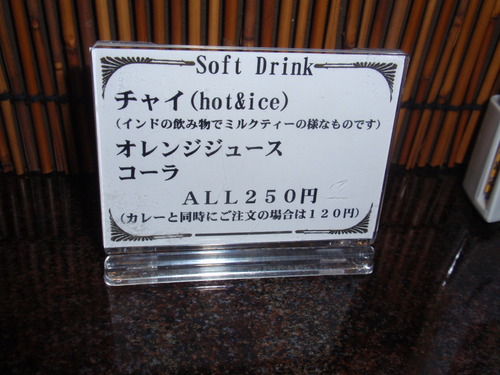 Soft Drink
チャイ(hot&ice)
(インドの飲み物でミルクティーの様なものです)
オレンジジュース
コーラ
ALL250円
(カレーと同時にご注文の場合は120円)